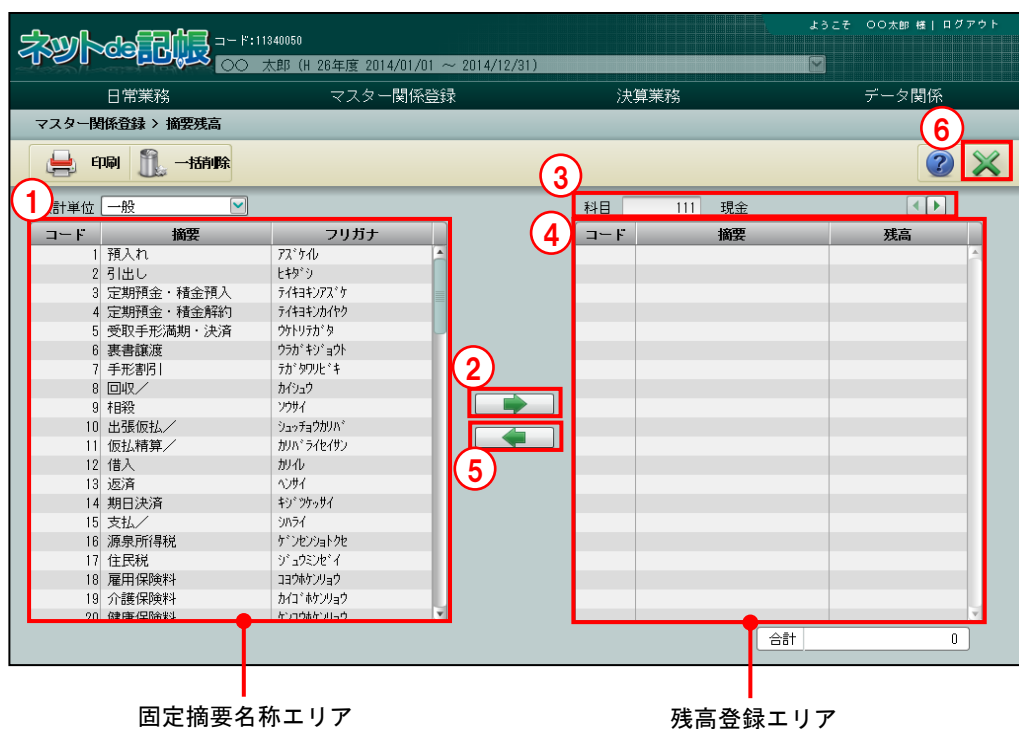 ようこそ 〇〇太郎 様 | ログアウト
ネットde記帳
コード:11340050
〇〇 太郎 (H 26年度 2014/01/01 ～ 2014/12/31)
日常業務 マスター関係登録 決算業務 データ関係
マスター関係登録 > 摘要残高
⑥
印刷 一括削除
?
① ③
計単位 一般
科目 111 現金
④
コード 摘要 フリガナ
コード 摘要 残高
1 預入れ ｱｽﾞｹｲﾚ
2 引出し ﾋｷﾀﾞｼ
3 定期預金・積金預入 ﾃｲｷﾖｷﾝｱｽﾞｹ
4 定期預金・積金解約 ﾃｲｷﾖｷﾝｶｲﾔｸ
5 受取手形満期・決済 ｳｹﾄﾘﾃｶﾞﾀ
6 裏書譲渡 ｳﾗｶﾞｷｼﾞｮｳﾄ
7 手形割引 ﾃｶﾞﾀﾜﾘﾋﾞｷ
8 回収／ ｶｲｼｭｳ
9 相殺 ｿｳｻｲ
10 出張仮払／ ｼｭｯﾁｮｳｶﾘﾊﾞ
11 仮払精算／ ｶﾘﾊﾞﾗｲｾｲｻﾝ
12 借入 ｶﾘｲﾚ
13 返済 ﾍﾝｻｲ
14 期日決済 ｷｼﾞﾂｹｯｻｲ
15 支払／ ｼﾊﾗｲ
16 源泉所得税 ｹﾞﾝｾﾝｼｮﾄｸｾ
17 住民税 ｼﾞｭｳﾐﾝｾﾞｲ
18 雇用保険料 ｺﾖｳﾎｹﾝﾘｮｳ
19 介護保険料 ｶｲｺﾞﾎｹﾝﾘｮｳ
20 健康保険料 ｹﾝｺｳﾎｹﾝﾘｮｳ
②
⑤
合計 0
固定摘要名称エリア
残高登録エリア